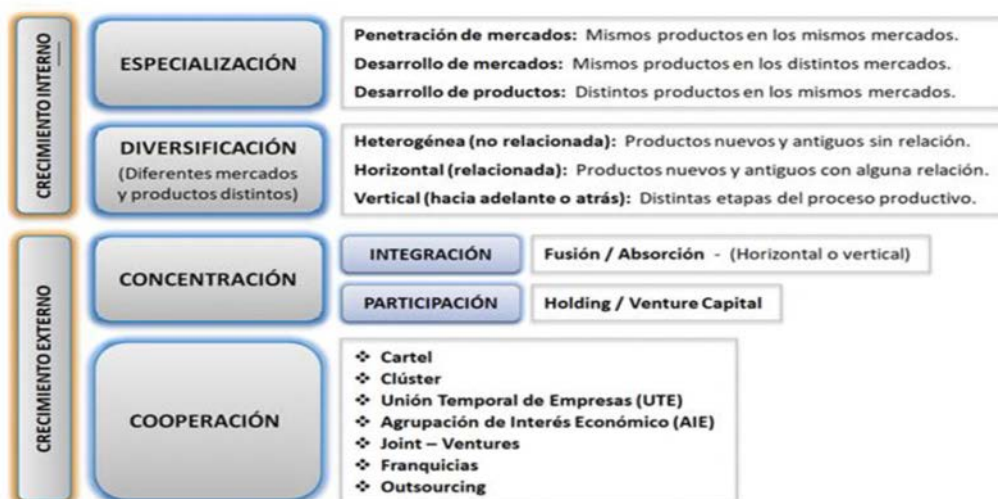 CRECIMIENTO INTERNO
ESPECIALIZACIÓN
Penetración de mercados: Mismos productos en los mismos mercados.
Desarrollo de mercados: Mismos productos en los distintos mercados.
Desarrollo de productos: Distintos productos en los mismos mercados.
DIVERSIFICACIÓN
(Diferentes mercados
y productos distintos)
Heterogénea (no relacionada): Productos nuevos y antiguos sin relación.
Horizontal (relacionada): Productos nuevos y antiguos con alguna relación.
Vertical (hacia adelante o atrás): Distintas etapas del proceso productivo.
CRECIMIENTO EXTERNO
CONCENTRACIÓN
INTEGRACIÓN
Fusión / Absorción - (Horizontal o vertical)
PARTICIPACIÓN
Holding / Venture Capital
COOPERACIÓN
❖ Cartel
❖ Clúster
❖ Unión Temporal de Empresas (UTE)
❖ Agrupación de Interés Económico (AIE)
❖ Joint – Ventures
❖ Franquicias
❖ Outsourcing